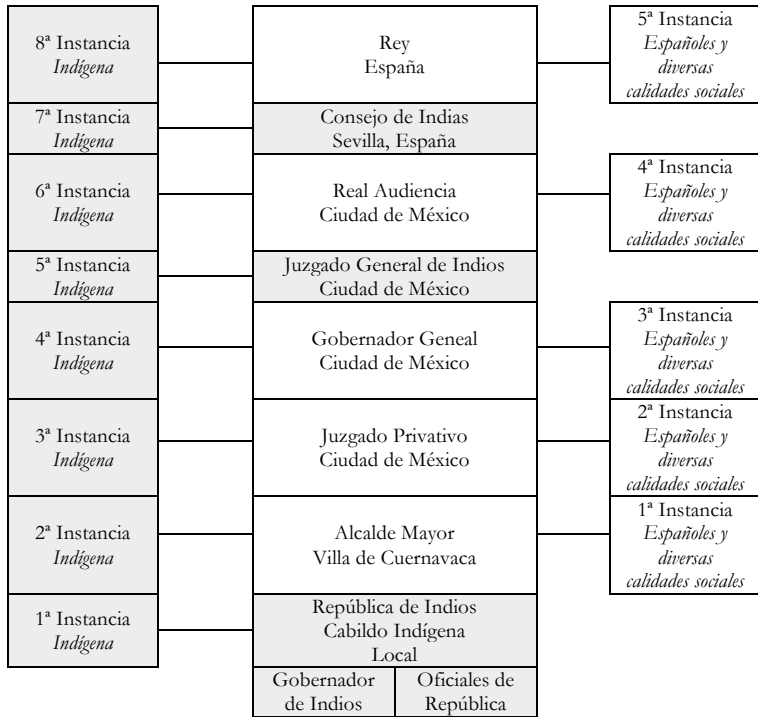 8ª Instancia
Indígena
Rey
España
5ª Instancia
Españoles y
diversas
calidades sociales
7ª Instancia
Indígena
Consejo de Indias
Sevilla, España
6ª Instancia
Indígena
Real Audiencia
Ciudad de México
4ª Instancia
Españoles y
diversas
calidades sociales
5ª Instancia
Indígena
Juzgado General de Indios
Ciudad de México
4ª Instancia
Indígena
Gobernador Geneal
Ciudad de México
3ª Instancia
Españoles y
diversas
calidades sociales
3ª Instancia
Indígena
Juzgado Privativo
Ciudad de México
2ª Instancia
Españoles y
diversas
calidades sociales
2ª Instancia
Indígena
Alcalde Mayor
Villa de Cuernavaca
1ª Instancia
Españoles y
diversas
calidades sociales
1ª Instancia
Indígena
República de Indios
Cabildo Indígena
Local
Gobernador
de Indios
Oficiales de
República